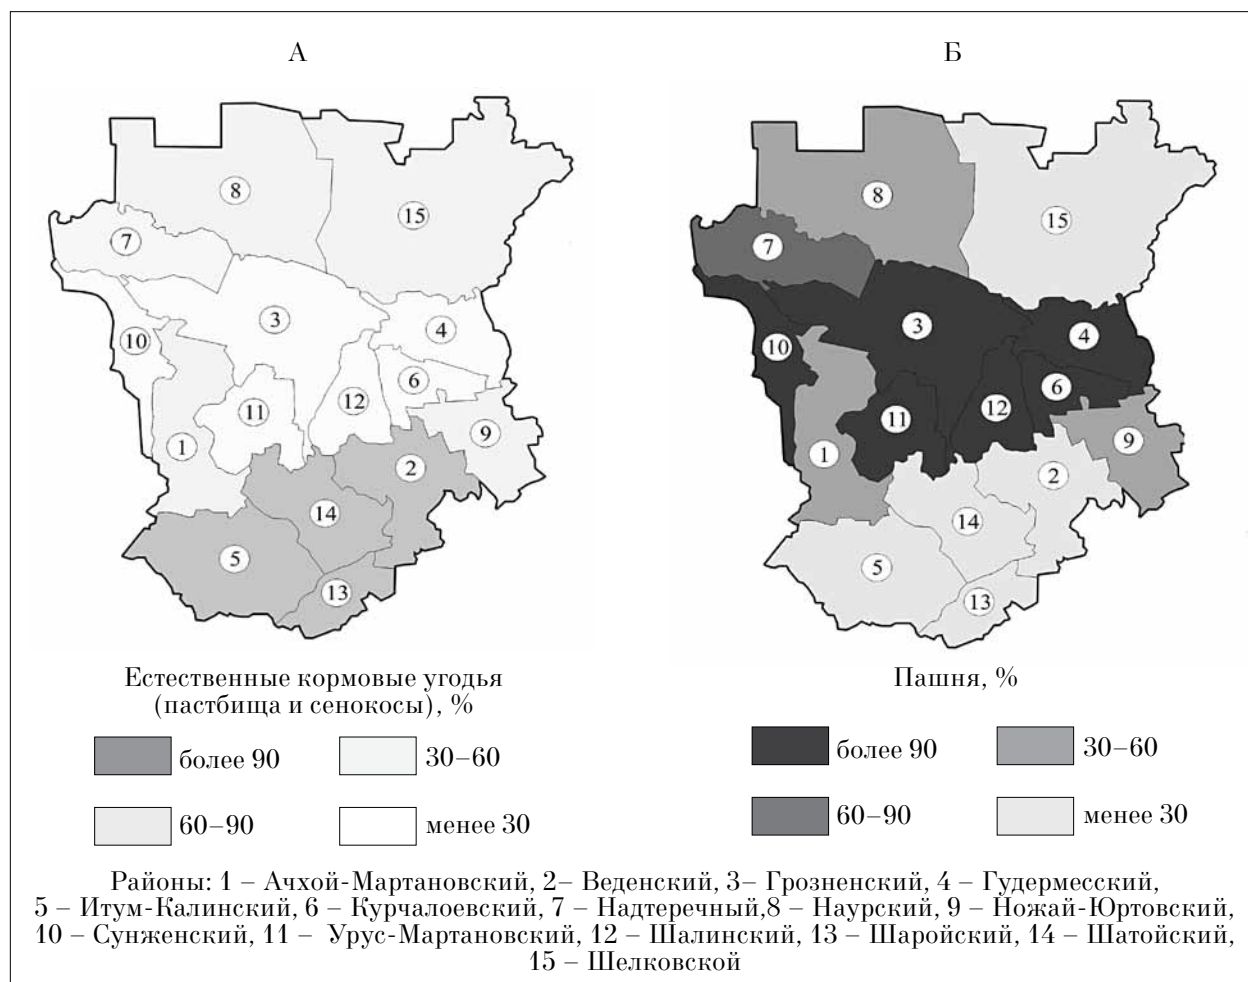 А
Б
8
15
7
3
4
10
6
12
11
9
1
2
14
5
13
8
15
7
3
4
10
6
12
11
9
1
2
14
5
13
Естественные кормовые угодья
(пастбища и сенокосы), %
более 90
30–60
60–90
менее 30
Пашня, %
более 90
30–60
60–90
менее 30
Районы: 1 – Ачхой-Мартановский, 2– Веденский, 3– Грозненский, 4 – Гудермесский,
5 – Итум-Калинский, 6 – Курчалоевский, 7 – Надтеречный,8 – Наурский, 9 – Ножай-Юртовский,
10 – Сунженский, 11 – Урус-Мартановский, 12 – Шалинский, 13 – Шаройский, 14 – Шатойский,
15 – Шелковской